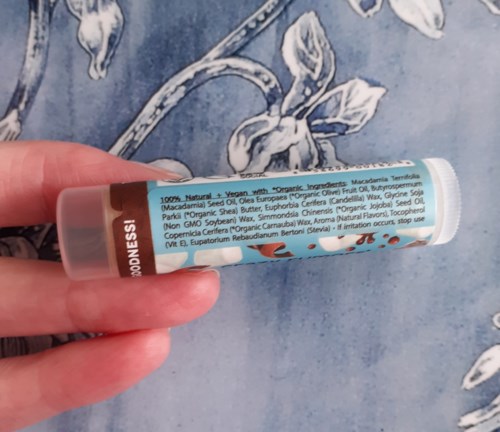 100% Natural + Vegan with *Organic Ingredients: Macadamia Ternifolia
(Macadamia) Seed Oil, Olea Europaea (*Organic Olive) Fruit Oil, Butyrospermum
Parkii (*Organic Shea) Butter, Euphorbia Cerifera (Candelilla) Wax, Glycine Soja
(Non GMO Soybean) Wax, Simmondsia Chinensis (*Organic Jojoba) Seed Oil,
Copernicia Cerifera (*Organic Carnauba) Wax, Aroma (Natural Flavors), Tocopherol
(Vit E), Eupatorium Rebaudianum Bertoni (Stevia) • If irritation occurs, stop use
GOODNESS!